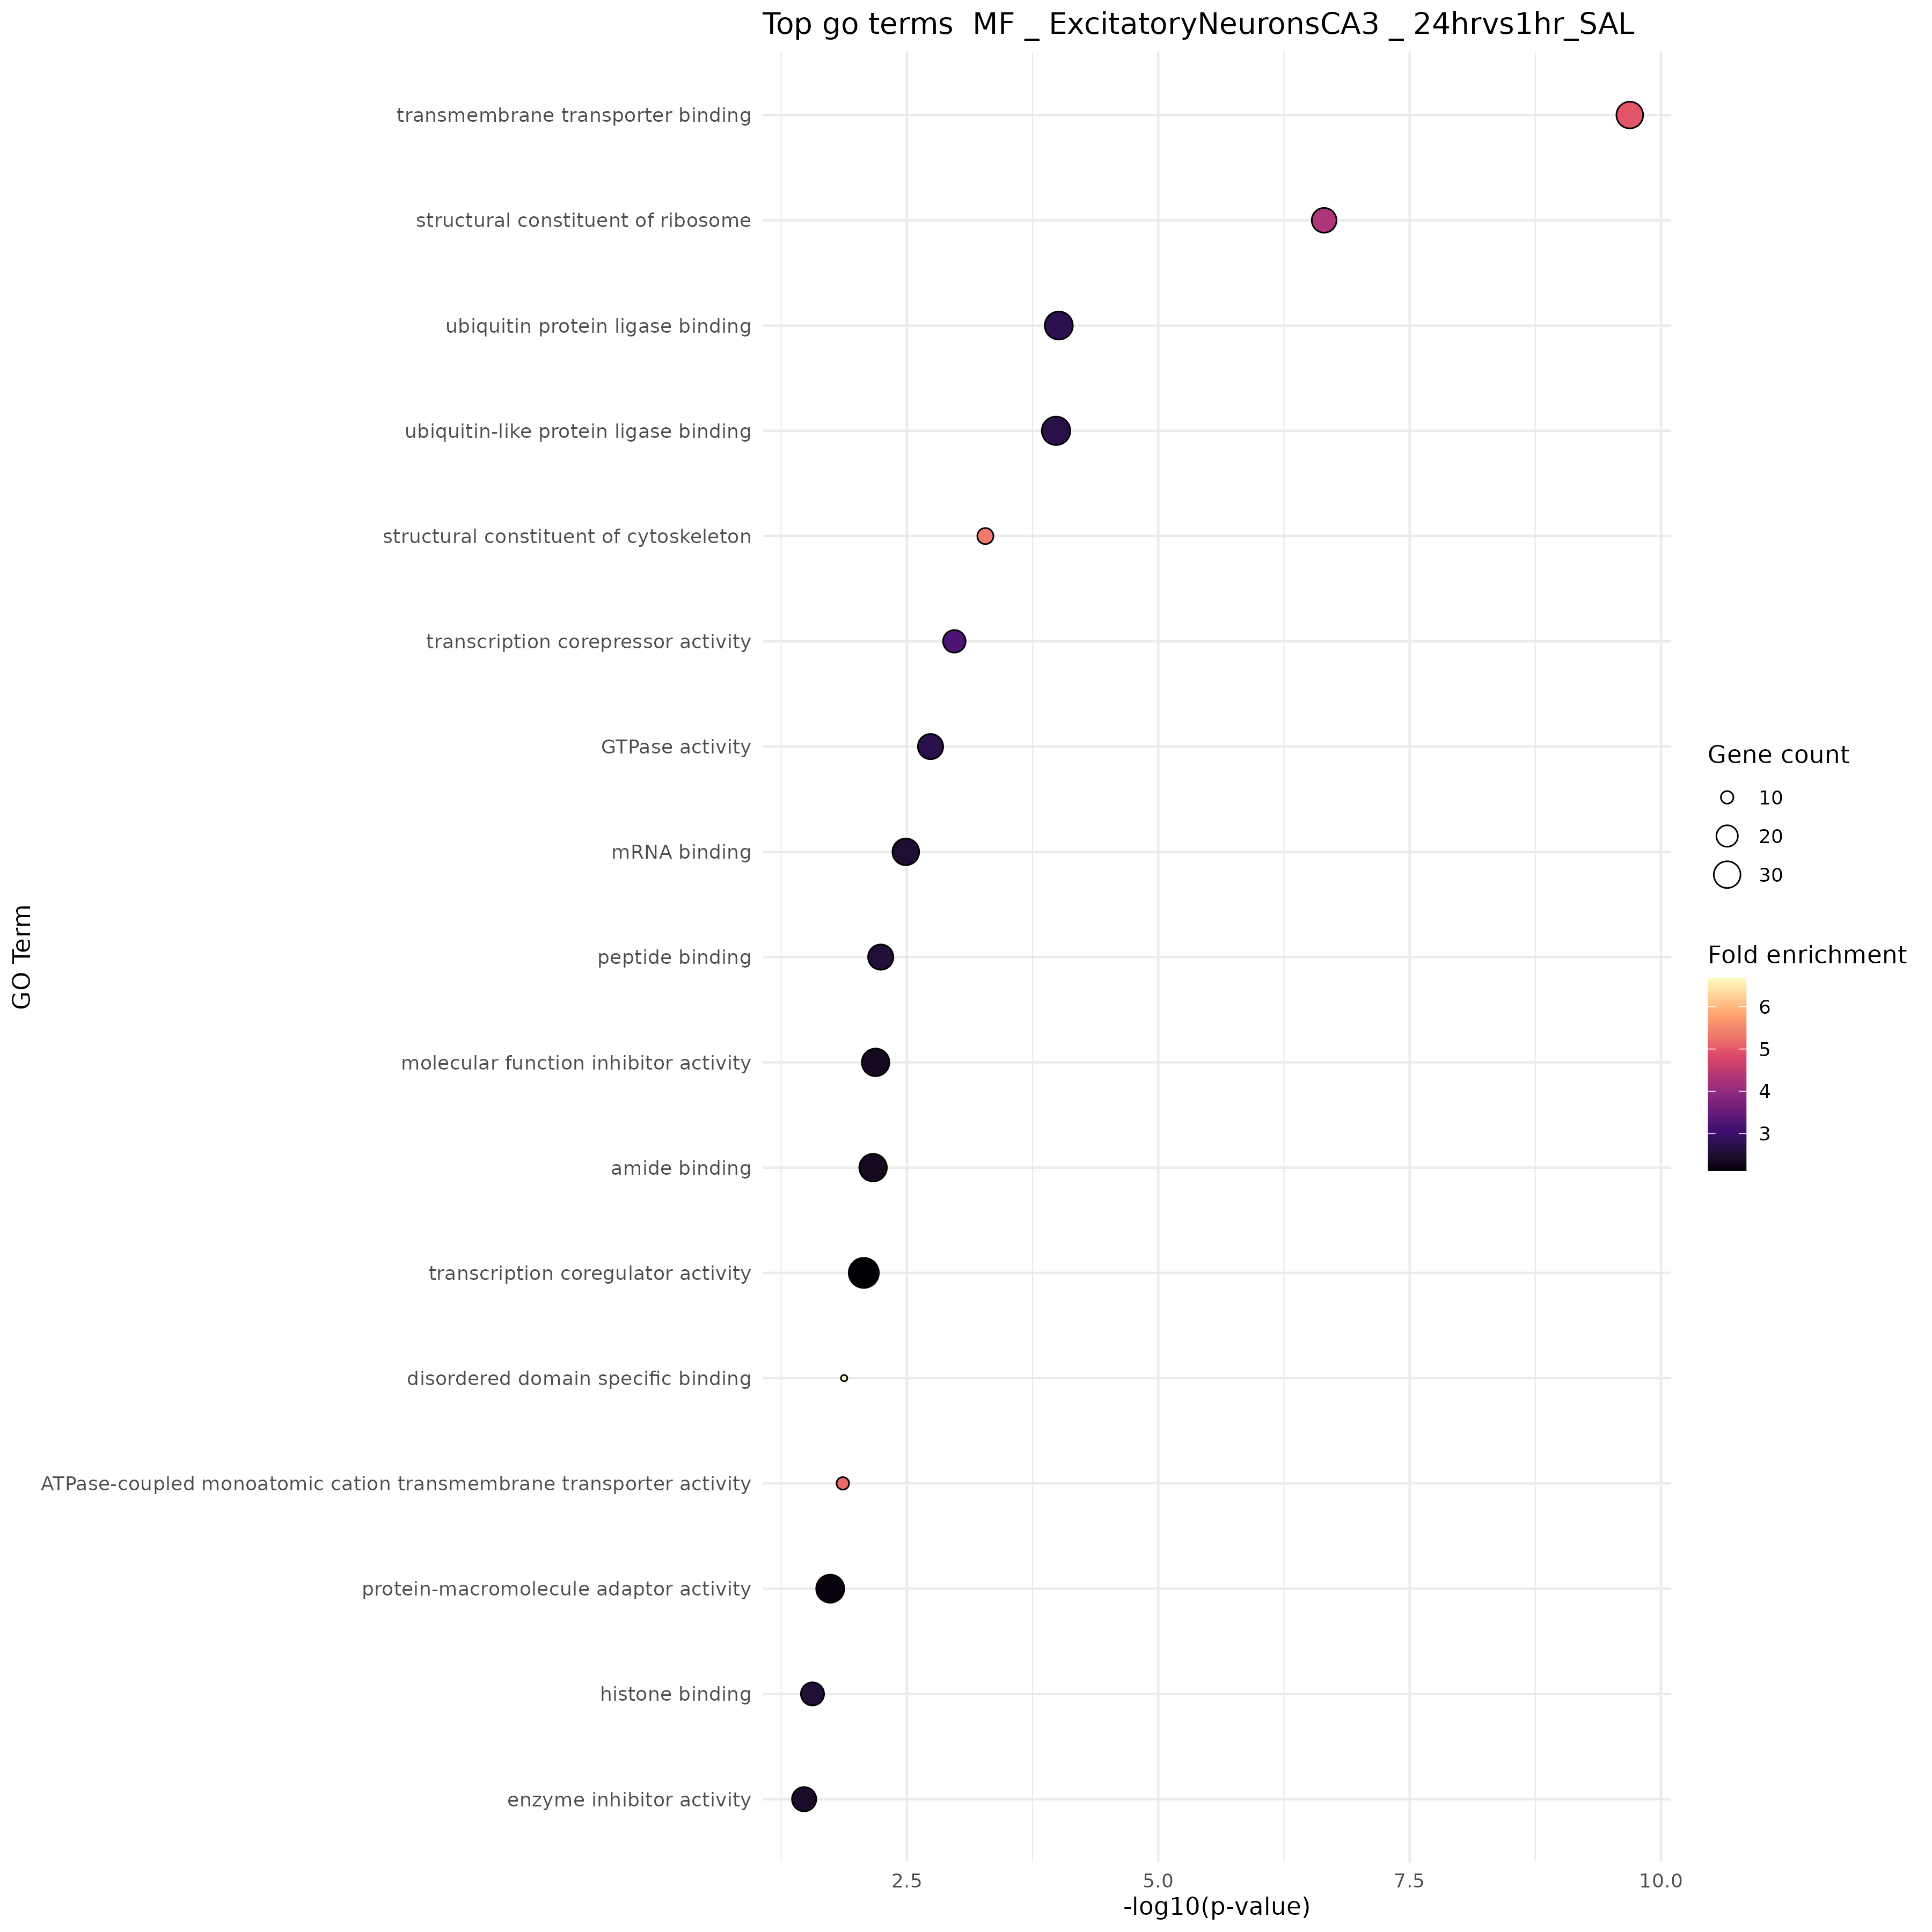 Top go terms  MF _ ExcitatoryNeuronsCA3 _ 24hrvs1hr_SAL
transmembrane transporter binding
structural constituent of ribosome
ubiquitin protein ligase binding
ubiquitin-like protein ligase binding
structural constituent of cytoskeleton
transcription corepressor activity
GTPase activity
mRNA binding
peptide binding
molecular function inhibitor activity
amide binding
transcription coregulator activity
disordered domain specific binding
ATPase-coupled monoatomic cation transmembrane transporter activity
protein-macromolecule adaptor activity
histone binding
enzyme inhibitor activity
GO Term
2.5 5.0 7.5 10.0
-log10(p-value)
Gene count
10
20
30
Fold enrichment
6
5
4
3